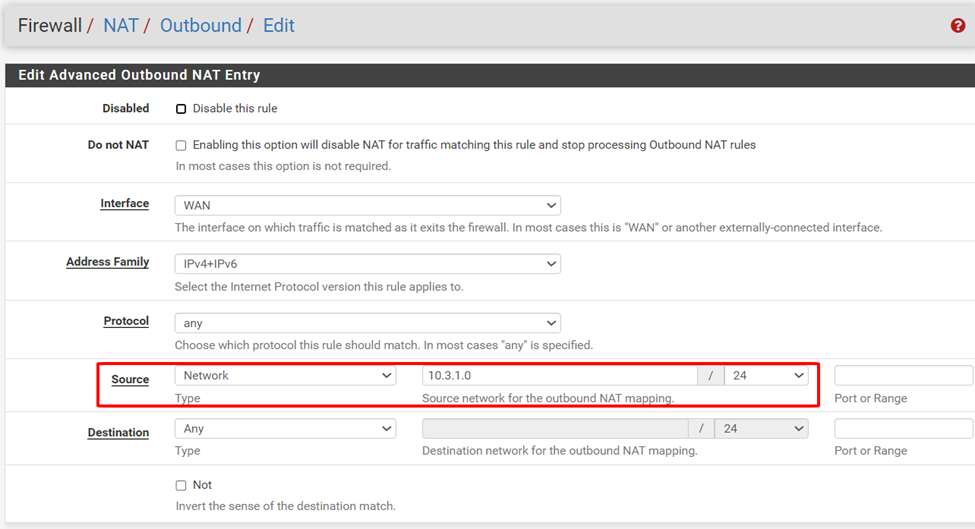 Firewall / NAT / Outbound / Edit
Edit Advanced Outbound NAT Entry
Disabled Disable this rule
Do not NAT Enabling this option will disable NAT for traffic matching this rule and stop processing Outbound NAT rules
In most cases this option is not required.
Interface WAN
The interface on which traffic is matched as it exits the firewall. In most cases this is "WAN" or another externally-connected interface.
Address Family IPv4+IPv6
Select the Internet Protocol version this rule applies to.
Protocol any
Choose which protocol this rule should match. In most cases "any" is specified.
Source Network 10.3.1.0 / 24
Type Source network for the outbound NAT mapping. Port or Range
Destination Any / 24
Type Destination network for the outbound NAT mapping. Port or Range
Not
Invert the sense of the destination match.